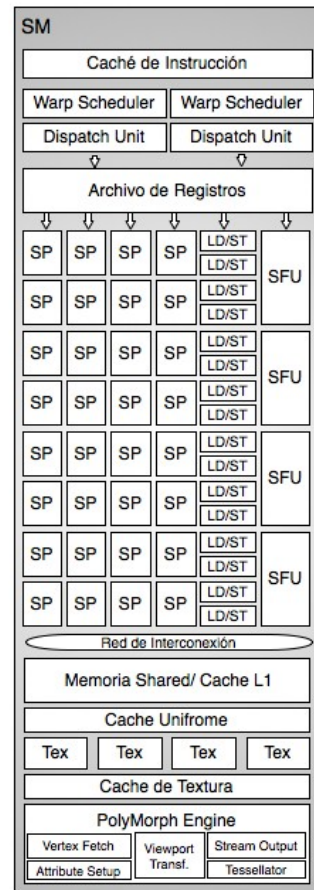 SM
Caché de Instrucción
Warp Scheduler Warp Scheduler
Dispatch Unit Dispatch Unit
Archivo de Registros
SP SP SP SP LD/ST LD/ST SFU
SP SP SP SP LD/ST LD/ST
SP SP SP SP LD/ST LD/ST SFU
SP SP SP SP LD/ST LD/ST
SP SP SP SP LD/ST LD/ST SFU
SP SP SP SP LD/ST LD/ST
SP SP SP SP LD/ST LD/ST SFU
SP SP SP SP LD/ST LD/ST
Red de Interconexión
Memoria Shared/ Cache L1
Cache Unifrome
Tex Tex Tex Tex
Cache de Textura
PolyMorph Engine
Vertex Fetch
Attribute Setup
Viewport
Transf.
Stream Output
Tessellator